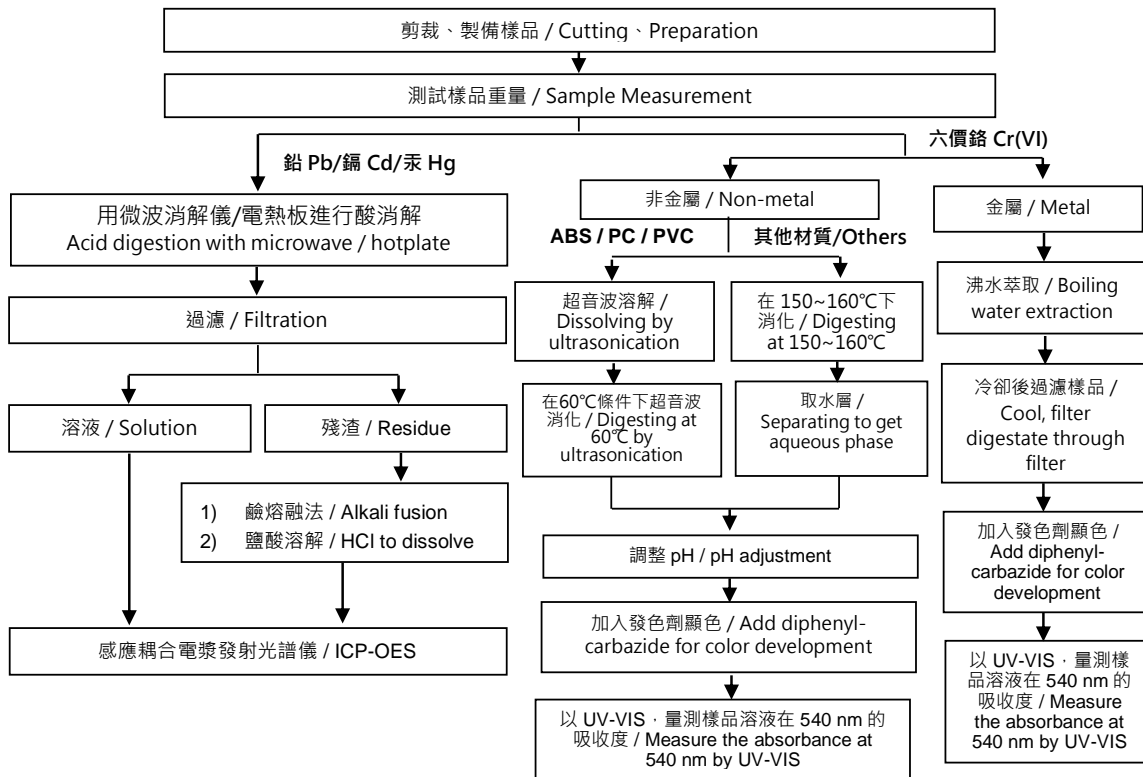 剪裁、製備樣品 / Cutting、Preparation
測試樣品重量 / Sample Measurement
鉛 Pb/鎘 Cd/汞 Hg
六價鉻 Cr(VI)
用微波消解儀/電熱板進行酸消解
Acid digestion with microwave / hotplate
過濾 / Filtration
溶液 / Solution
殘渣 / Residue
1) 鹼熔融法 / Alkali fusion
2) 鹽酸溶解 / HCl to dissolve
感應耦合電漿發射光譜儀 / ICP-OES
非金屬 / Non-metal
ABS / PC / PVC
其他材質/Others
超音波溶解 /
Dissolving by
ultrasonication
在60℃條件下超音波
消化 / Digesting at
60℃ by
ultrasonication
在 150~160℃下
消化 / Digesting
at 150~160℃
取水層 /
Separating to get
aqueous phase
調整 pH / pH adjustment
加入發色劑顯色 / Add diphenyl-
carbazide for color development
以 UV-VIS﹐量測樣品溶液在 540 nm 的
吸收度 / Measure the absorbance at
540 nm by UV-VIS
金屬 / Metal
沸水萃取 / Boiling
water extraction
冷卻後過濾樣品 /
Cool, filter
digestate through
filter
加入發色劑顯色 /
Add diphenyl-
carbazide for color
development
以 UV-VIS﹐量測樣
品溶液在 540 nm 的
吸收度 / Measure
the absorbance at
540 nm by UV-VIS